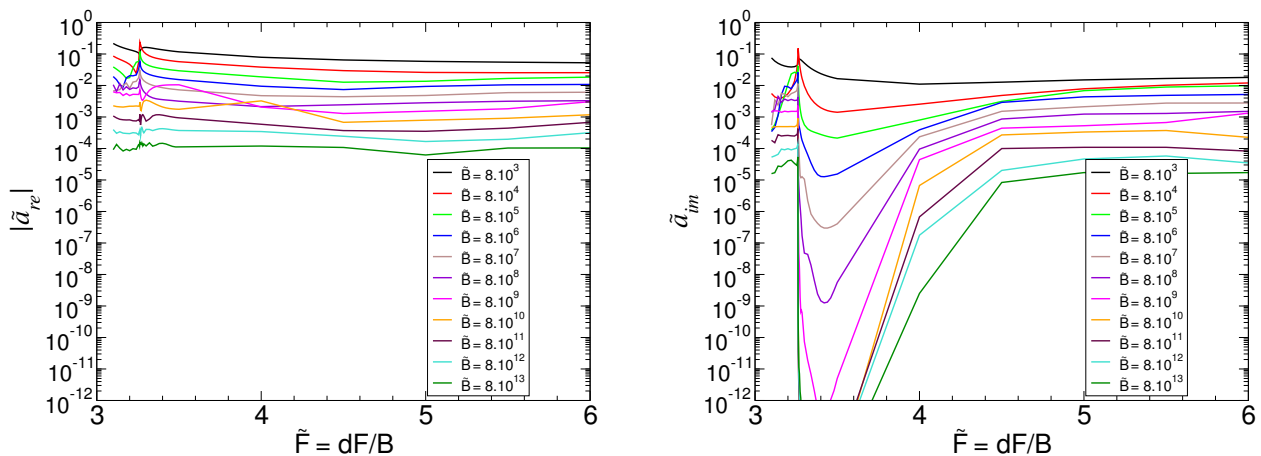 10^0
10^-1
10^-2
10^-3
10^-4
10^-5
10^-6
10^-7
10^-8
10^-9
10^-10
10^-11
10^-12
|ã_re|
3 4 5 6
F̃ = dF/B
B̃ = 8.10^3
B̃ = 8.10^4
B̃ = 8.10^5
B̃ = 8.10^6
B̃ = 8.10^7
B̃ = 8.10^8
B̃ = 8.10^9
B̃ = 8.10^10
B̃ = 8.10^11
B̃ = 8.10^12
B̃ = 8.10^13
10^0
10^-1
10^-2
10^-3
10^-4
10^-5
10^-6
10^-7
10^-8
10^-9
10^-10
10^-11
10^-12
ã_im
3 4 5 6
F̃ = dF/B
B̃ = 8.10^3
B̃ = 8.10^4
B̃ = 8.10^5
B̃ = 8.10^6
B̃ = 8.10^7
B̃ = 8.10^8
B̃ = 8.10^9
B̃ = 8.10^10
B̃ = 8.10^11
B̃ = 8.10^12
B̃ = 8.10^13